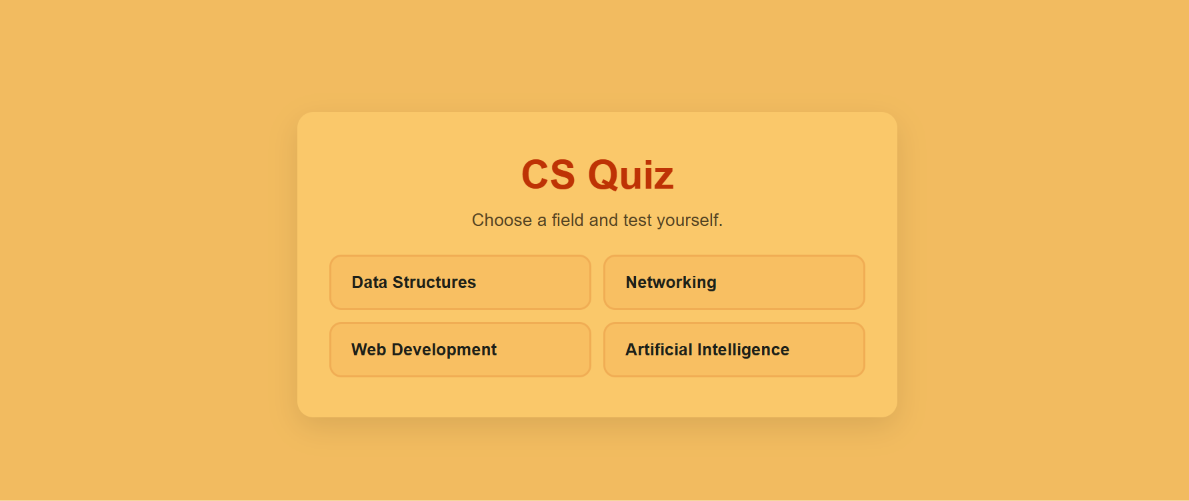 CS Quiz
Choose a field and test yourself.
Data Structures
Networking
Web Development
Artificial Intelligence